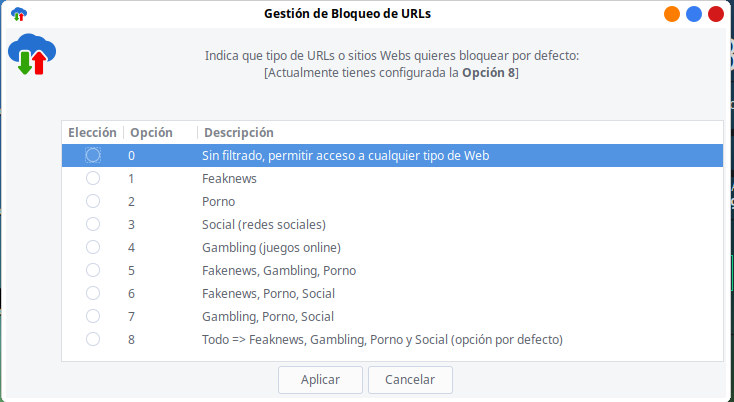 Gestión de Bloqueo de URLs
Indica que tipo de URLs o sitios Webs quieres bloquear por defecto:
[Actualmente tienes configurada la Opción 8]
Elección Opción Descripción
0 Sin filtrado, permitir acceso a cualquier tipo de Web
1 Feaknews
2 Porno
3 Social (redes sociales)
4 Gambling (juegos online)
5 Fakenews, Gambling, Porno
6 Fakenews, Porno, Social
7 Gambling, Porno, Social
8 Todo => Feaknews, Gambling, Porno y Social (opción por defecto)
Aplicar Cancelar